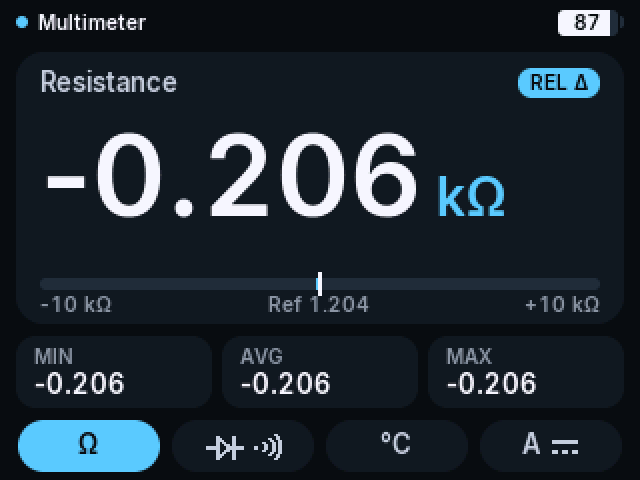 Multimeter
87
Resistance
REL Δ
-0.206 kΩ
-10 kΩ
Ref 1.204
+10 kΩ
MIN
-0.206
AVG
-0.206
MAX
-0.206
Ω
°C
A